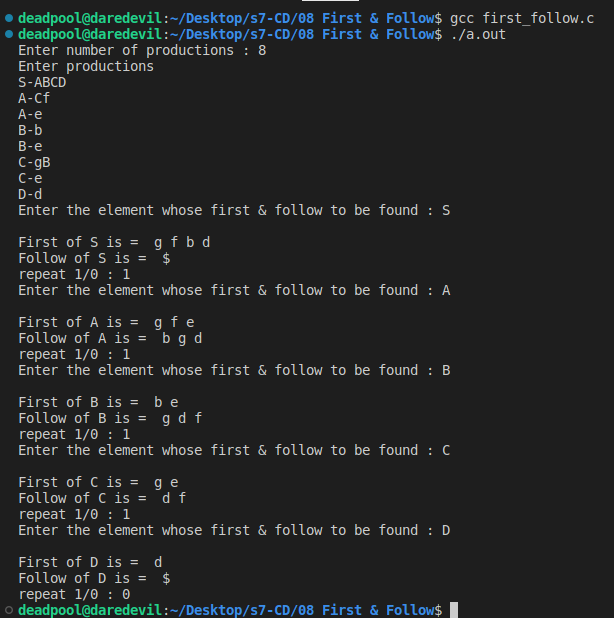 deadpool@daredevil:~/Desktop/s7-CD/08 First & Follow$ gcc first_follow.c
deadpool@daredevil:~/Desktop/s7-CD/08 First & Follow$ ./a.out
Enter number of productions : 8
Enter productions
S-ABCD
A-Cf
A-e
B-b
B-e
C-gB
C-e
D-d
Enter the element whose first & follow to be found : S

First of S is =  g f b d
Follow of S is =  $
repeat 1/0 : 1
Enter the element whose first & follow to be found : A

First of A is =  g f e
Follow of A is =  b g d
repeat 1/0 : 1
Enter the element whose first & follow to be found : B

First of B is =  b e
Follow of B is =  g d f
repeat 1/0 : 1
Enter the element whose first & follow to be found : C

First of C is =  g e
Follow of C is =  d f
repeat 1/0 : 1
Enter the element whose first & follow to be found : D

First of D is =  d
Follow of D is =  $
repeat 1/0 : 0
deadpool@daredevil:~/Desktop/s7-CD/08 First & Follow$